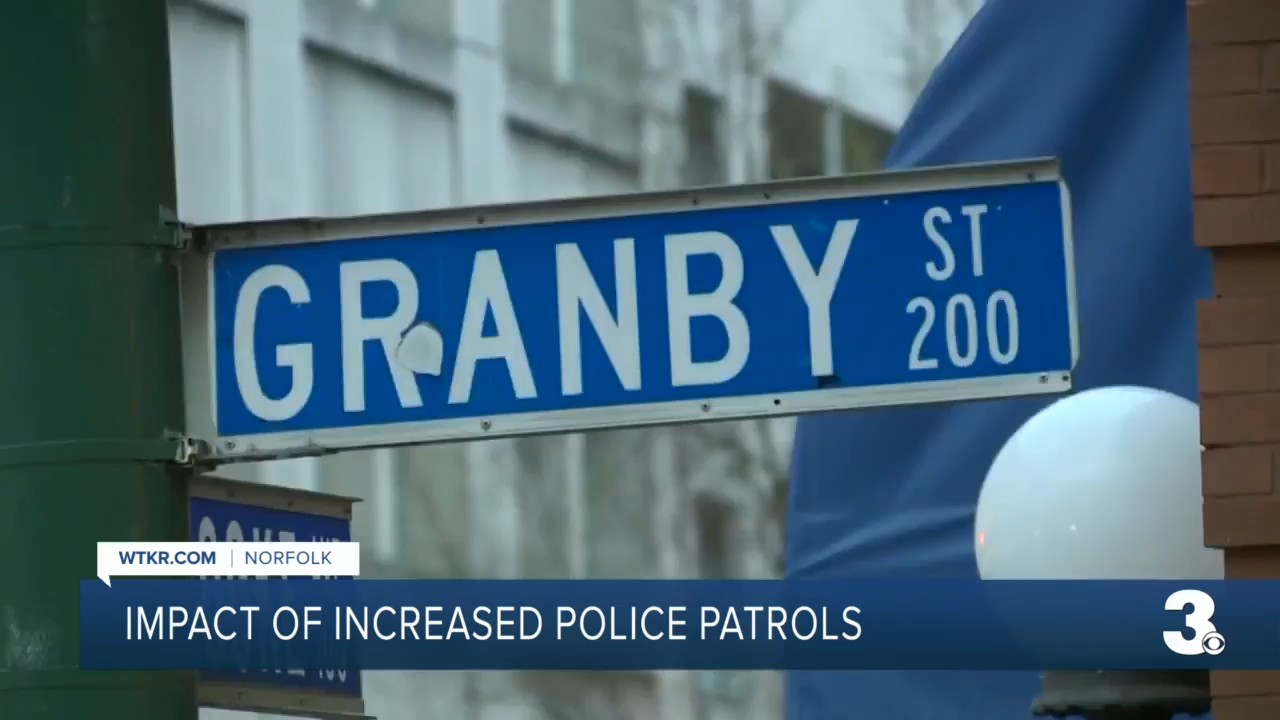 GRANBY ST
200
WTKR.COM | NORFOLK
IMPACT OF INCREASED POLICE PATROLS
3